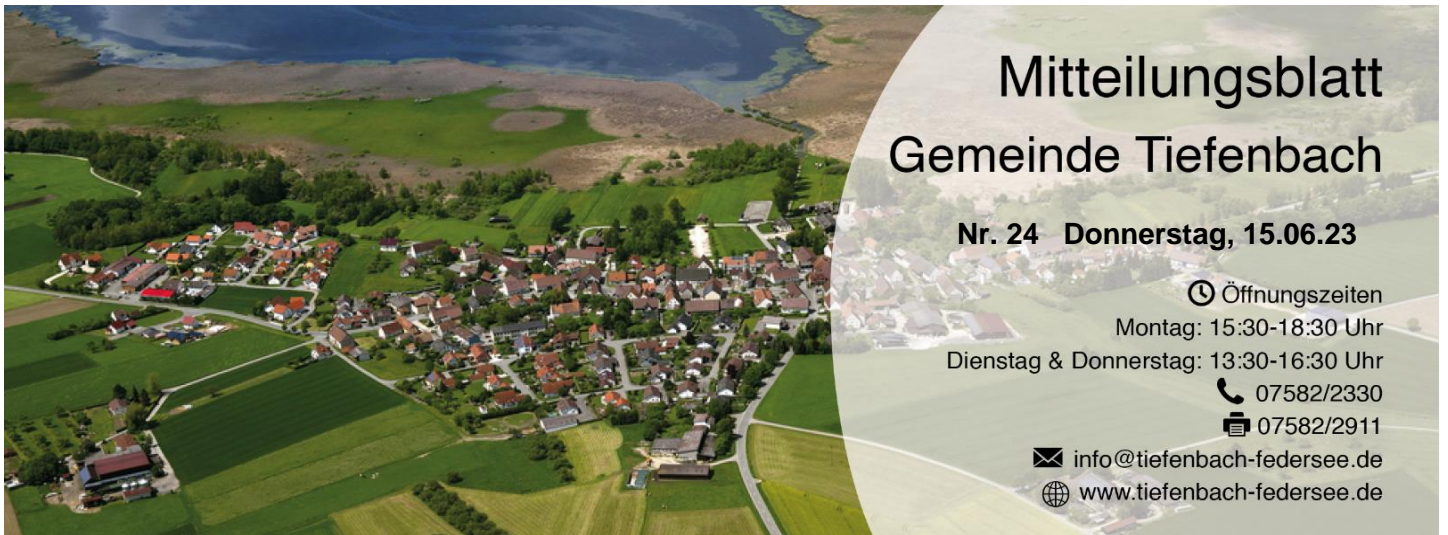 Mitteilungsblatt
Gemeinde Tiefenbach
Nr. 24 Donnerstag, 15.06.23
Öffnungszeiten
Montag: 15:30-18:30 Uhr
Dienstag & Donnerstag: 13:30-16:30 Uhr
07582/2330
07582/2911
info@tiefenbach-federsee.de
www.tiefenbach-federsee.de